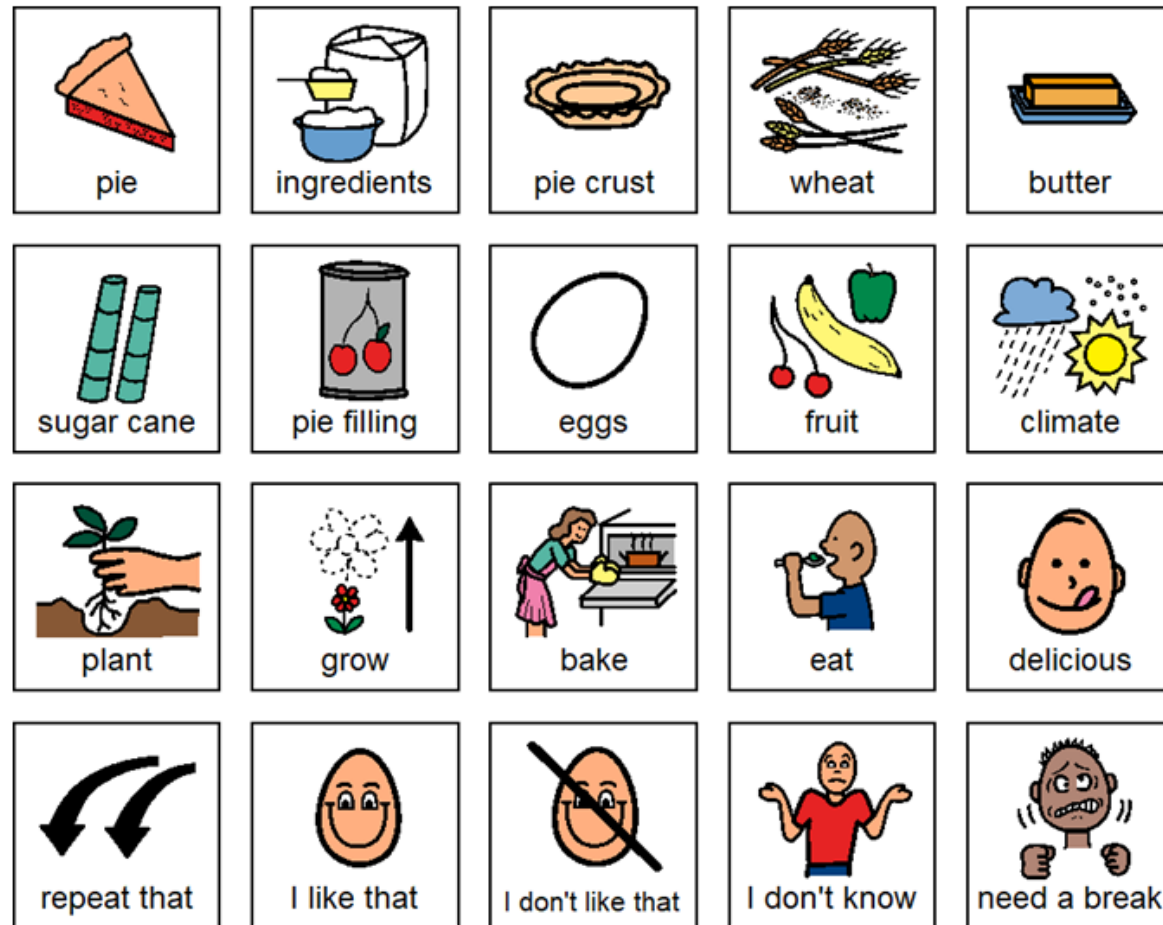 pie
ingredients
pie crust
wheat
butter
sugar cane
pie filling
eggs
fruit
climate
plant
grow
bake
eat
delicious
repeat that
I like that
I don't like that
I don't know
need a break